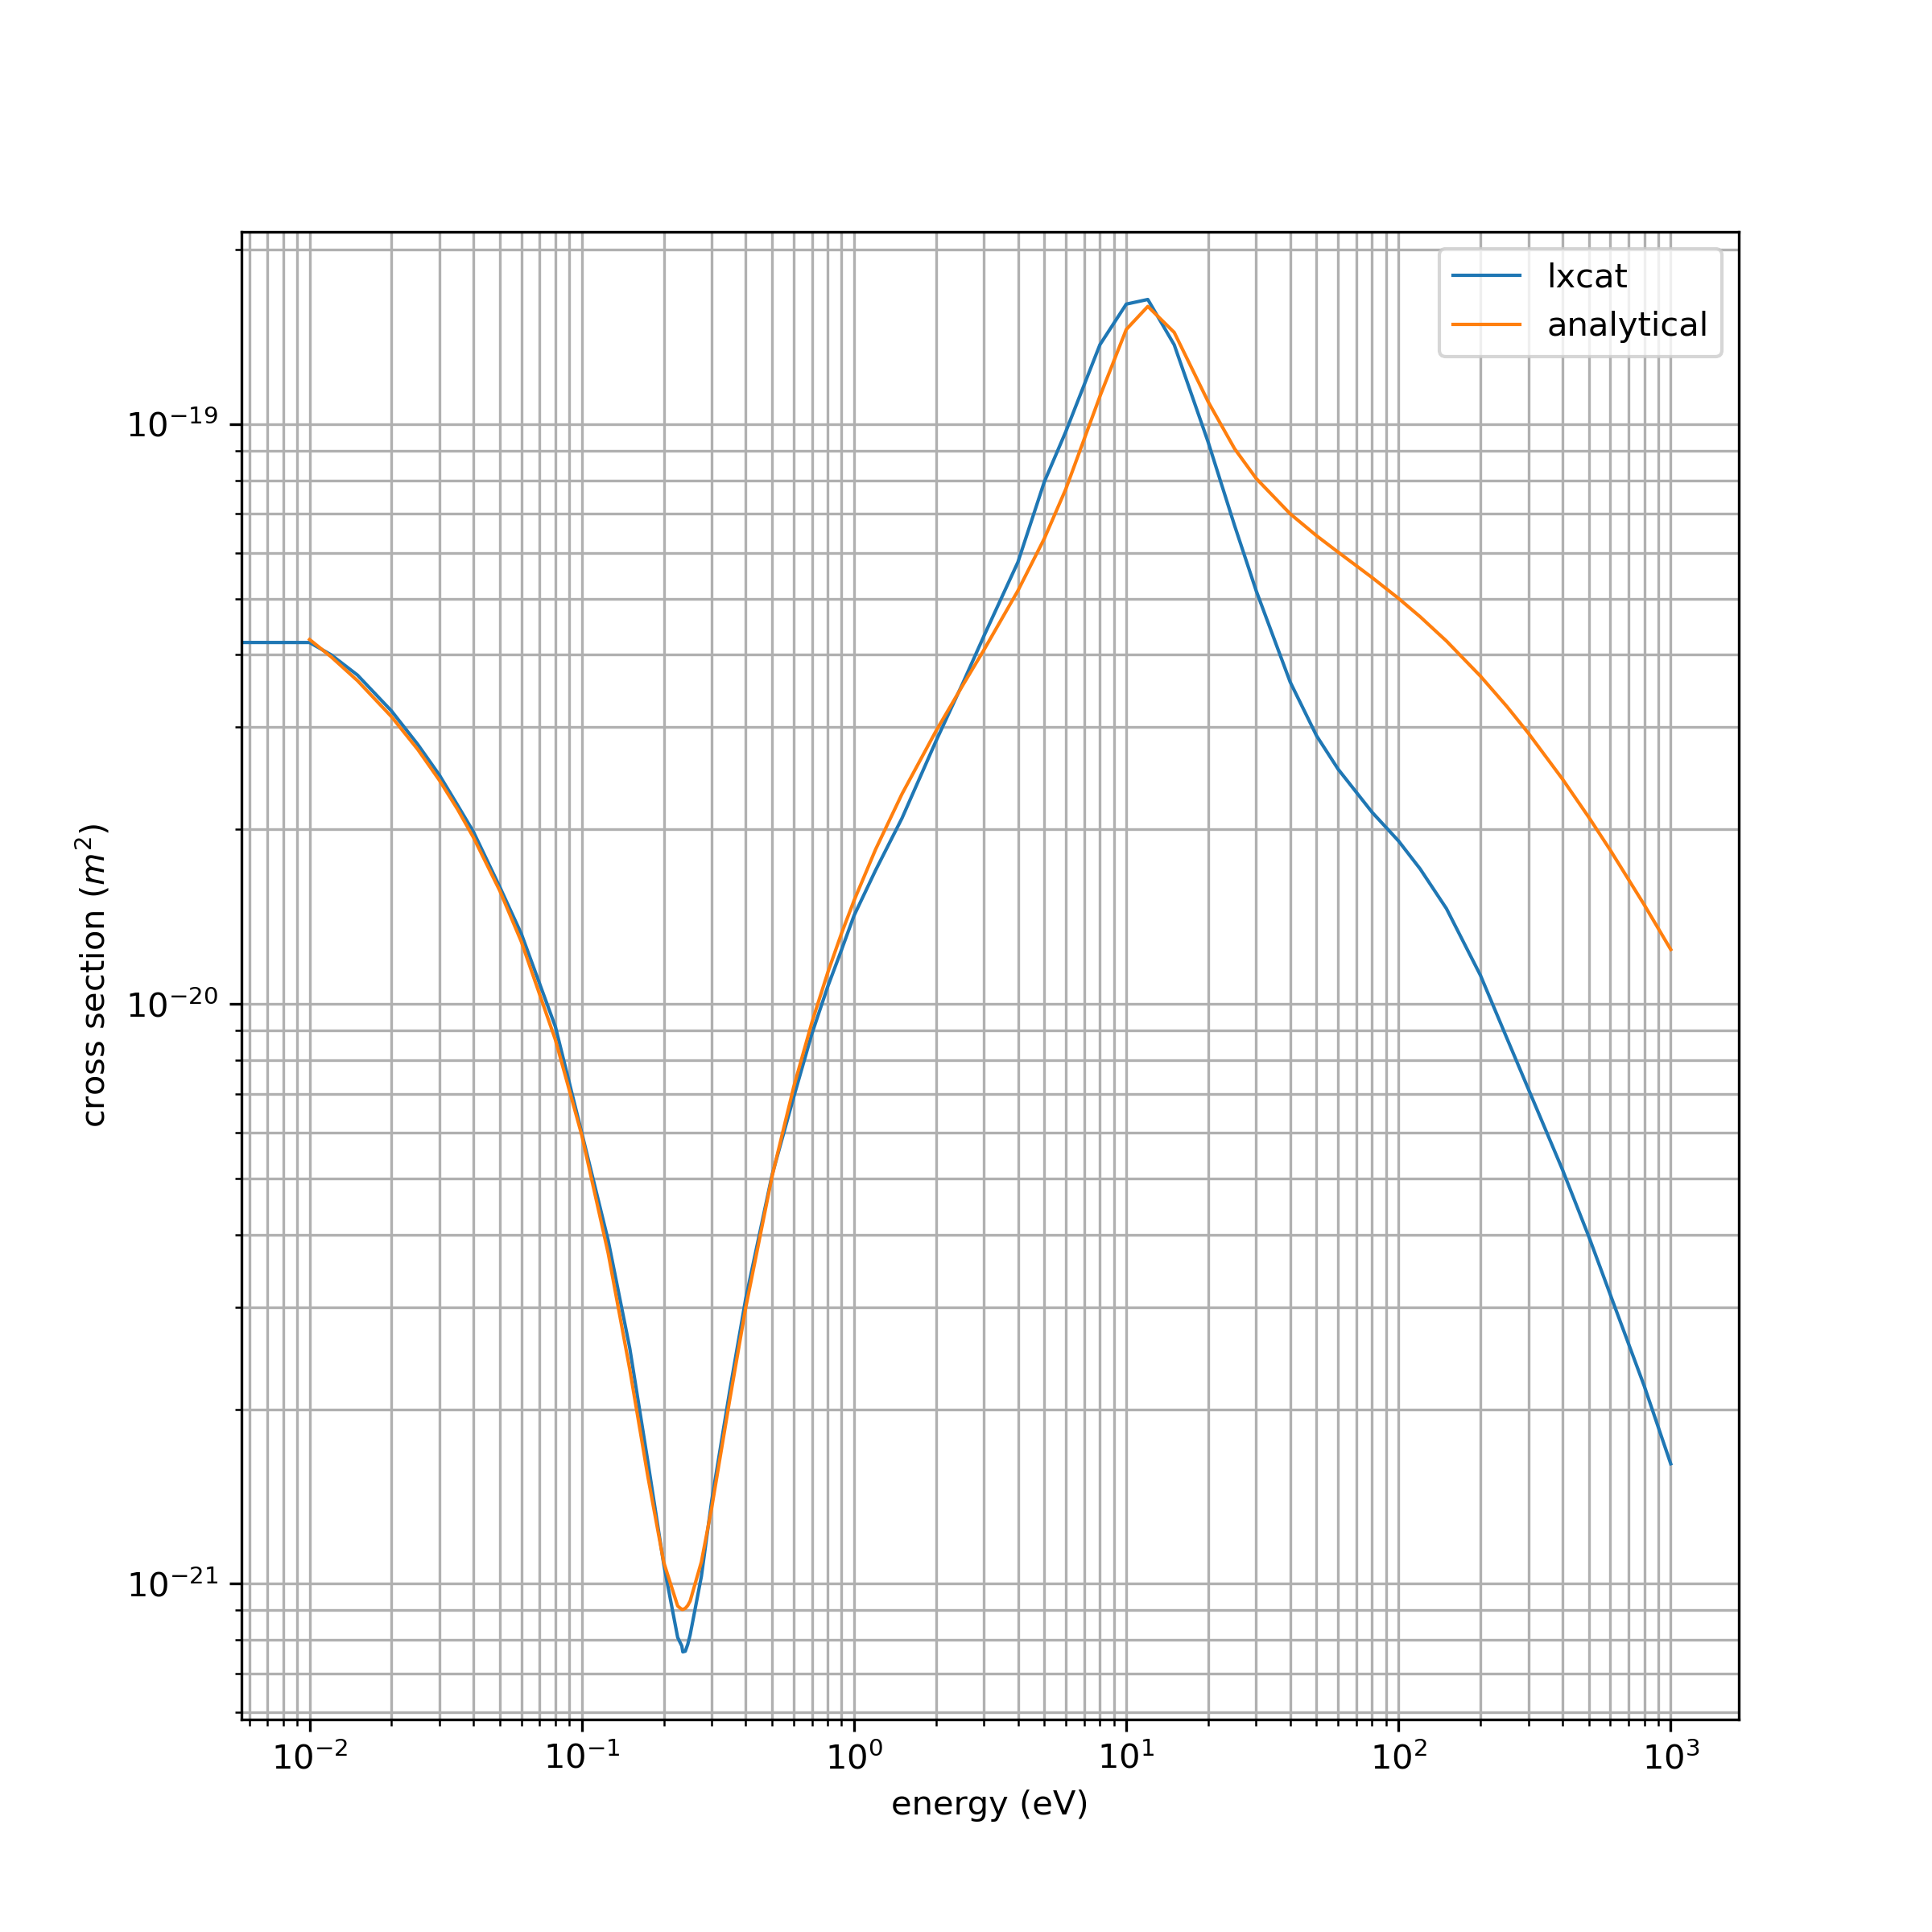 lxcat
analytical
10⁻¹⁹
10⁻²⁰
10⁻²¹
cross section (m²)
10⁻² 10⁻¹ 10⁰ 10¹ 10² 10³
energy (eV)